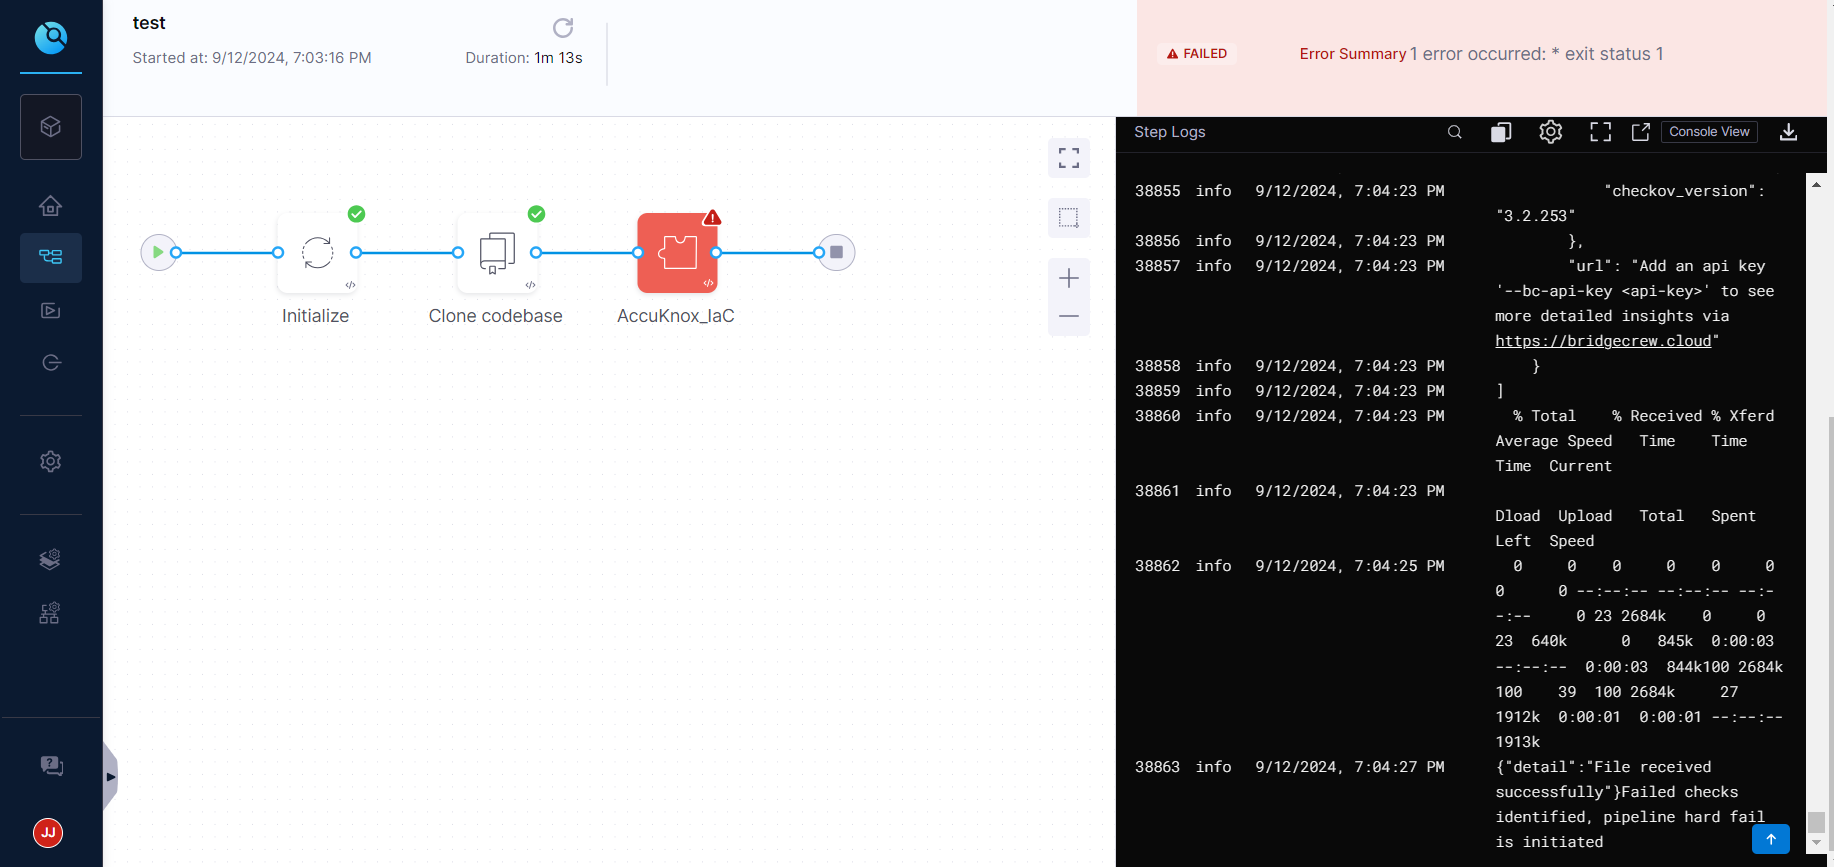 test
Started at: 9/12/2024, 7:03:16 PM
Duration: 1m 13s
FAILED
Error Summary 1 error occurred: * exit status 1
Initialize
Clone codebase
AccuKnox_IaC
JJ
Step Logs
Console View
38855 info 9/12/2024, 7:04:23 PM "checkov_version":
"3.2.253"
38856 info 9/12/2024, 7:04:23 PM },
38857 info 9/12/2024, 7:04:23 PM "url": "Add an api key
'--bc-api-key <api-key>' to see
more detailed insights via
https://bridgecrew.cloud"
38858 info 9/12/2024, 7:04:23 PM }
38859 info 9/12/2024, 7:04:23 PM ]
38860 info 9/12/2024, 7:04:23 PM % Total % Received % Xferd
Average Speed Time Time
Time Current
38861 info 9/12/2024, 7:04:23 PM
Dload Upload Total Spent
Left Speed
38862 info 9/12/2024, 7:04:25 PM 0 0 0 0 0 0
0 0 --:--:-- --:--:-- --:-
-:-- 0 23 2684k 0 0
23 640k 0 845k 0:00:03
--:--:-- 0:00:03 844k100 2684k
100 39 100 2684k 27
1912k 0:00:01 0:00:01 --:--:--
1913k
38863 info 9/12/2024, 7:04:27 PM {"detail":"File received
successfully"}Failed checks
identified, pipeline hard fail
is initiated